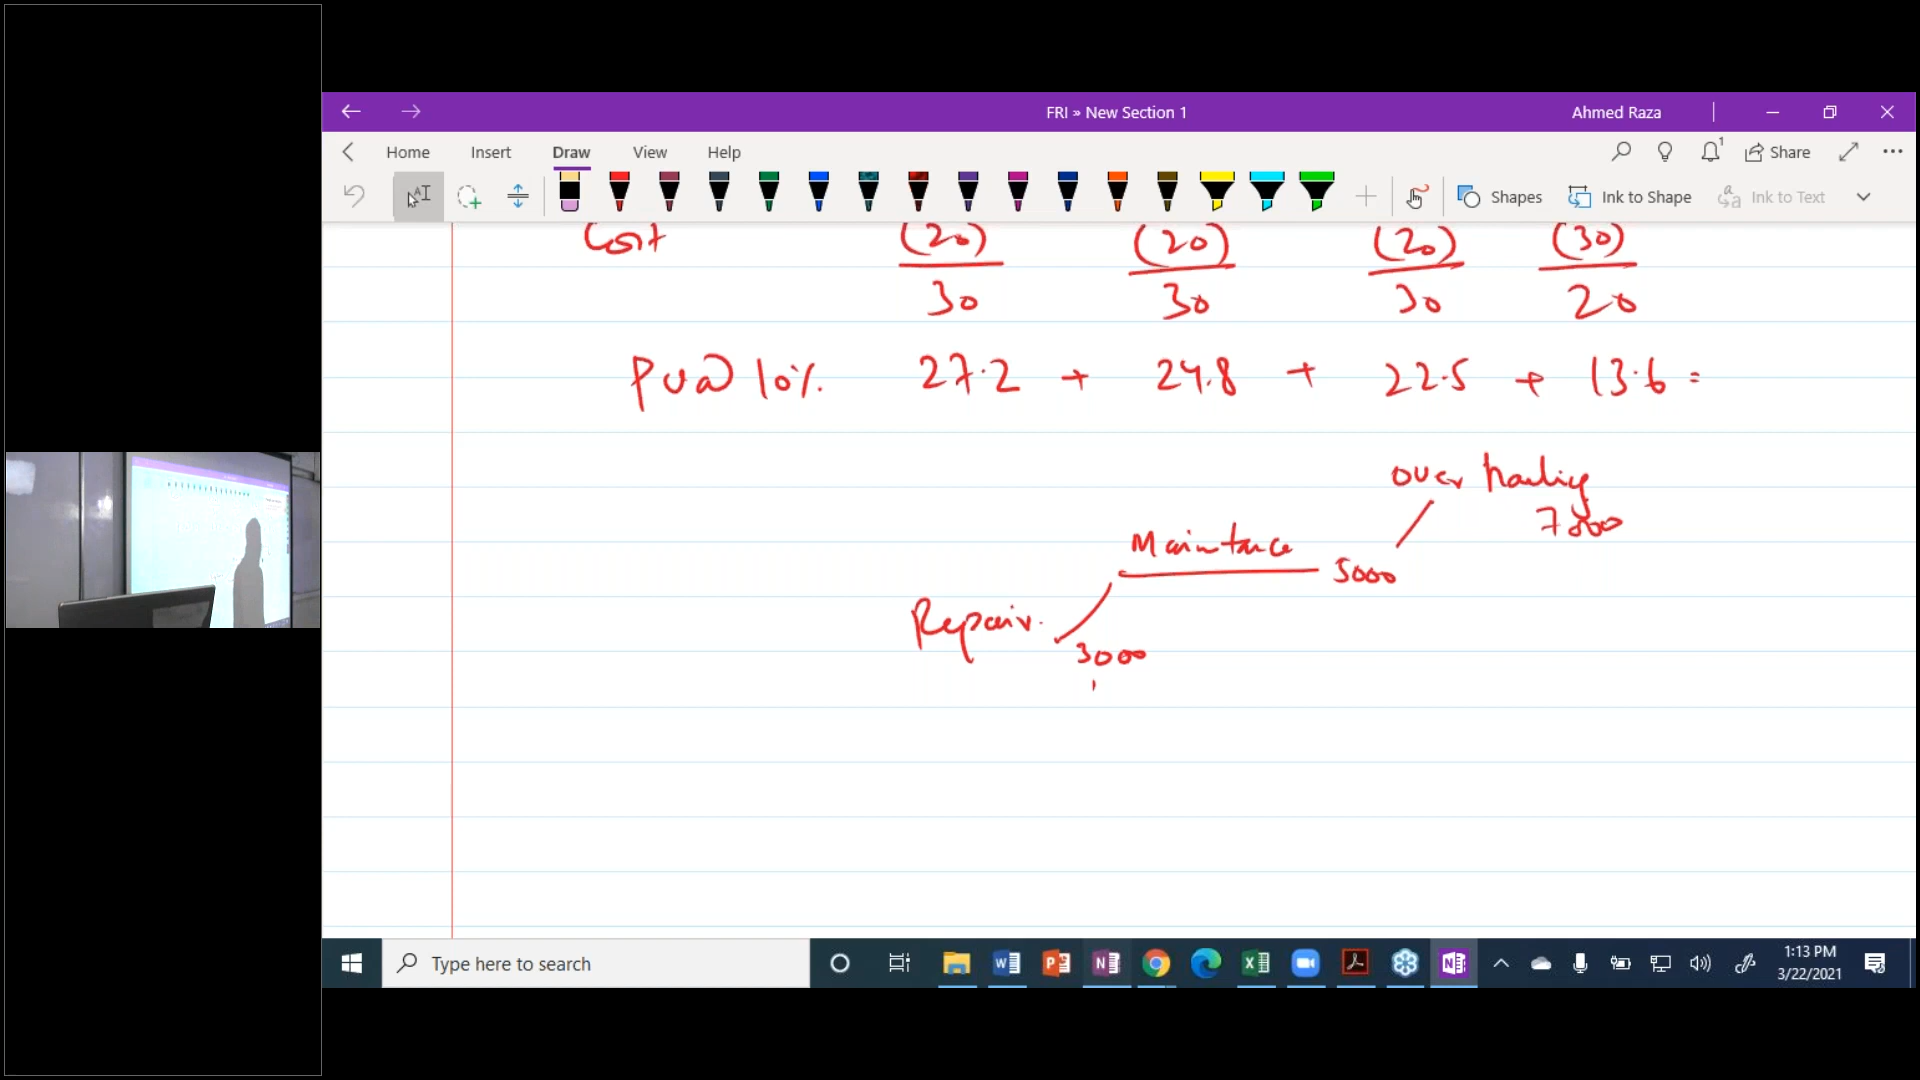 FRI » New Section 1
Ahmed Raza
Home Insert Draw View Help
1
Share
Shapes
Ink to Shape
Ink to Text
Cost (20) (20) (20) (30)
30 30 30 20
PV@10% 27.2 + 24.8 + 22.5 + 13.6 =
over hauling
7000
Maintance 5000
Repair.
3000
Type here to search
1:13 PM
3/22/2021